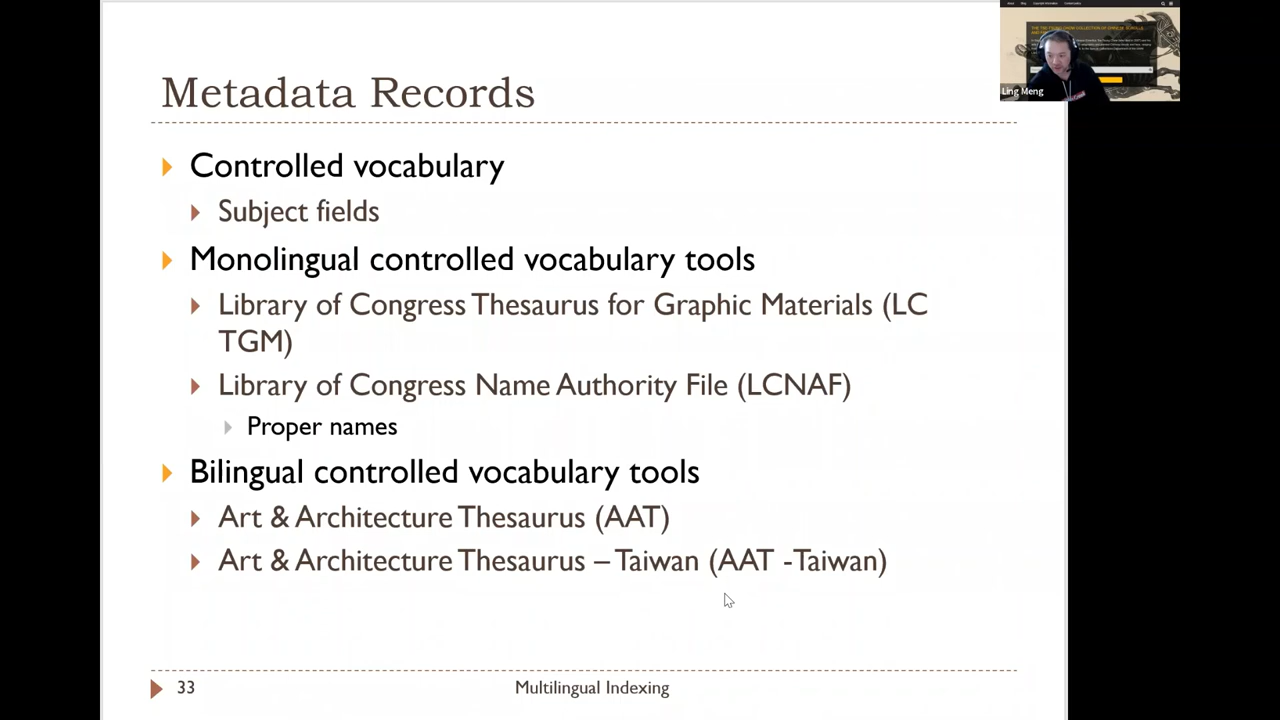 Metadata Records
Controlled vocabulary
Subject fields
Monolingual controlled vocabulary tools
Library of Congress Thesaurus for Graphic Materials (LC
TGM)
Library of Congress Name Authority File (LCNAF)
Proper names
Bilingual controlled vocabulary tools
Art & Architecture Thesaurus (AAT)
Art & Architecture Thesaurus – Taiwan (AAT -Taiwan)
33
Multilingual Indexing
Ling Meng